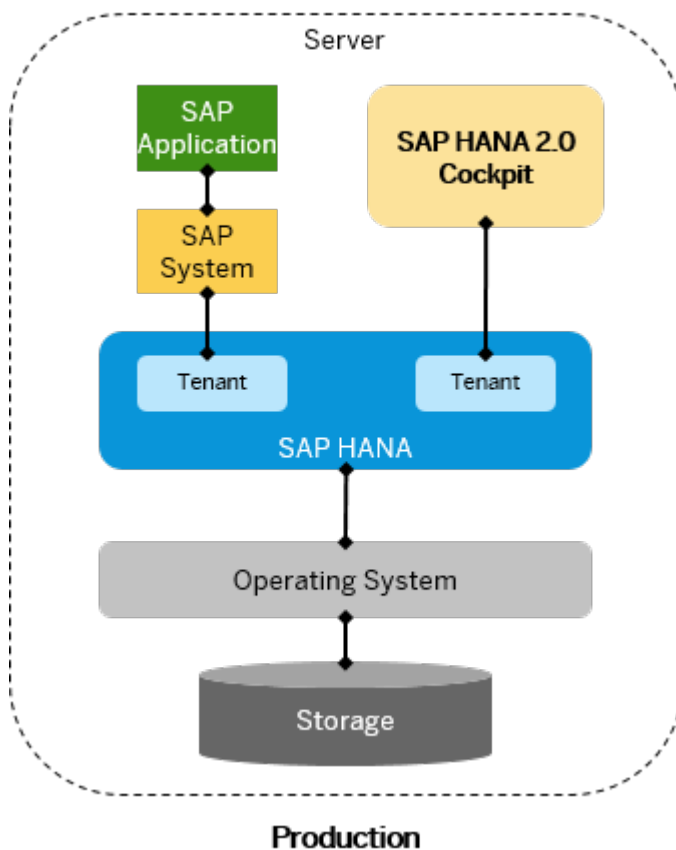 Server
SAP
Application
SAP HANA 2.0
Cockpit
SAP
System
Tenant
Tenant
SAP HANA
Operating System
Storage
Production